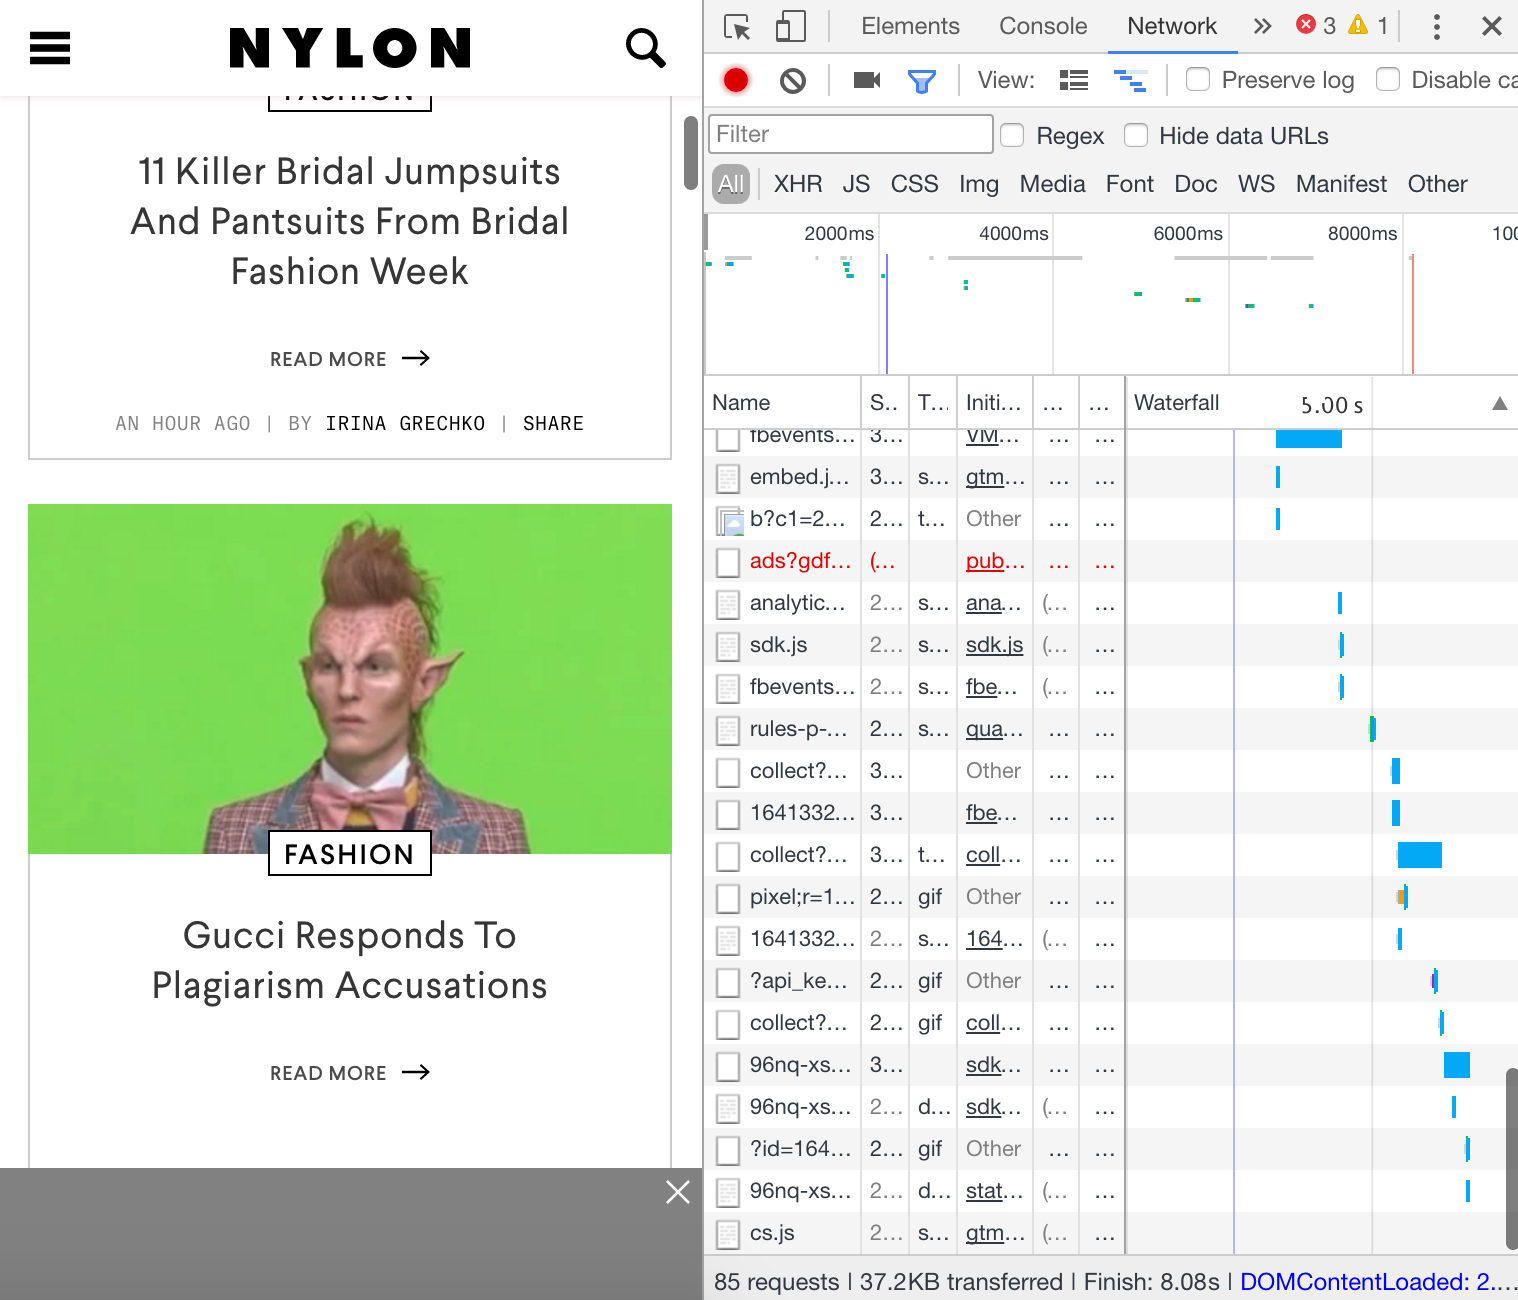 NYLON
FASHION
11 Killer Bridal Jumpsuits
And Pantsuits From Bridal
Fashion Week
READ MORE
AN HOUR AGO | BY IRINA GRECHKO | SHARE
FASHION
Gucci Responds To
Plagiarism Accusations
READ MORE
Elements Console Network » 3 1
View: Preserve log Disable ca
Filter Regex Hide data URLs
All XHR JS CSS Img Media Font Doc WS Manifest Other
2000ms 4000ms 6000ms 8000ms 100
Name S.. T... Initi... ... ... Waterfall 5.00 s
fbevents... 3... VM... ... ...
embed.j... 3... s... gtm... ... ...
b?c1=2... 2... t... Other ... ...
ads?gdf... (... pub... ... ...
analytic... 2... s... ana... (... ...
sdk.js 2... s... sdk.js (... ...
fbevents... 2... s... fbe... (... ...
rules-p-... 2... s... qua... ... ...
collect?... 3... Other ... ...
1641332... 3... fbe... ... ...
collect?... 3... t... coll... ... ...
pixel;r=1... 2... gif Other ... ...
1641332... 2... s... 164... (... ...
?api_ke... 2... gif Other ... ...
collect?... 2... gif coll... ... ...
96nq-xs... 3... sdk... ... ...
96nq-xs... 2... d... sdk... (... ...
?id=164... 2... gif Other ... ...
96nq-xs... 2... d... stat... (... ...
cs.js 2... s... gtm... (... ...
85 requests | 37.2KB transferred | Finish: 8.08s | DOMContentLoaded: 2....